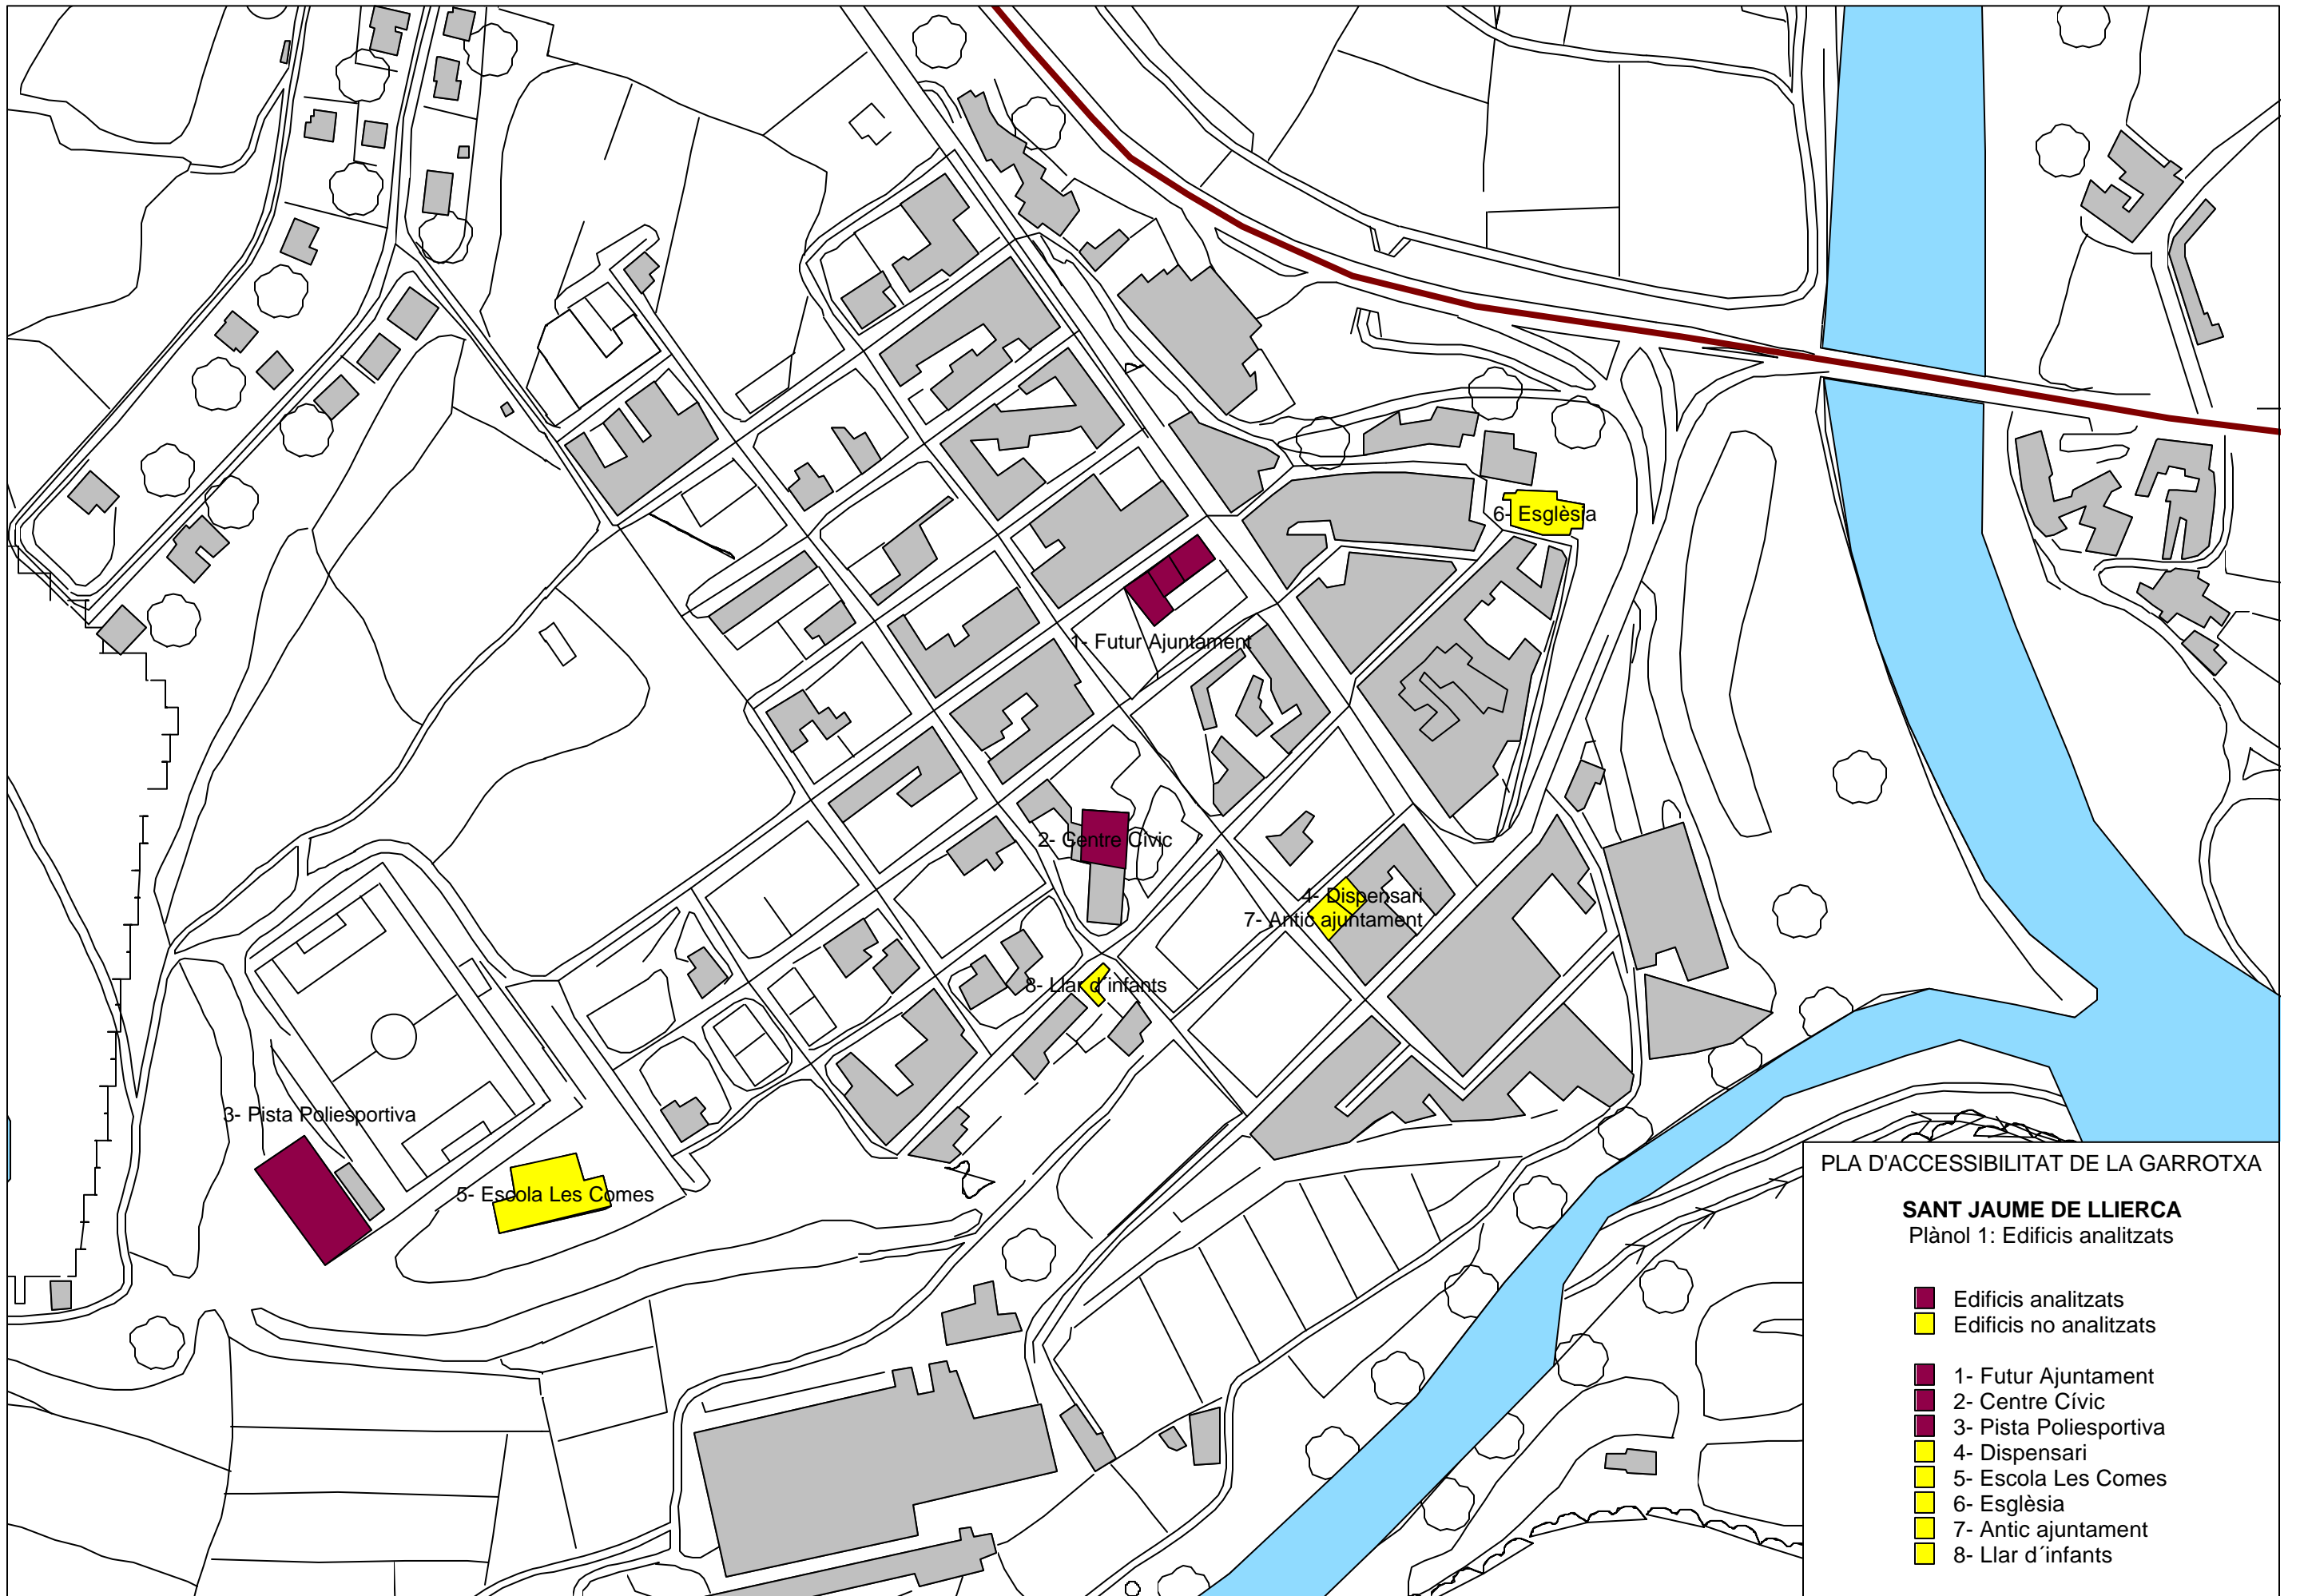 6- Esglèsia
1- Futur Ajuntament
2- Centre Cívic
4- Dispensari
7- Antic ajuntament
8- Llar d´infants
3- Pista Poliesportiva
5- Escola Les Comes
PLA D'ACCESSIBILITAT DE LA GARROTXA
SANT JAUME DE LLIERCA
Plànol 1: Edificis analitzats
Edificis analitzats
Edificis no analitzats
1- Futur Ajuntament
2- Centre Cívic
3- Pista Poliesportiva
4- Dispensari
5- Escola Les Comes
6- Esglèsia
7- Antic ajuntament
8- Llar d´infants